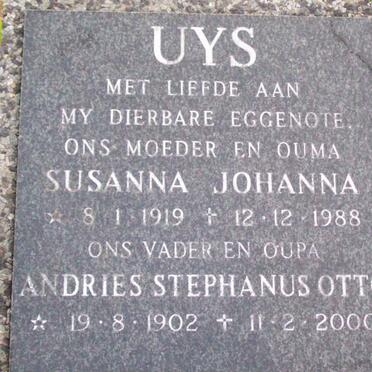 UYS
MET LIEFDE AAN
MY DIERBARE EGGENOTE,
ONS MOEDER EN OUMA
SUSANNA JOHANNA
☆ 8·1·1919 ✝ 12·12·1988
ONS VADER EN OUPA
ANDRIES STEPHANUS OTTO
☆ 19·8·1902 ✝ 11·2·2000